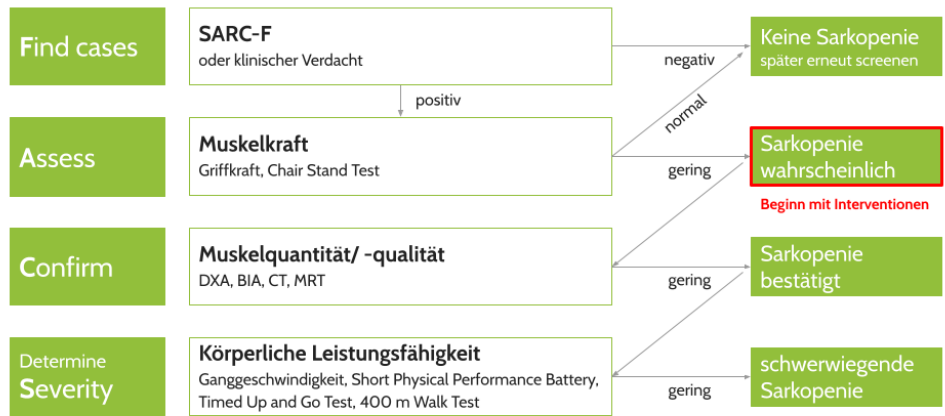 Find cases
SARC-F
oder klinischer Verdacht
negativ
Keine Sarkopenie
später erneut screenen
positiv
normal
Assess
Muskelkraft
Griffkraft, Chair Stand Test
gering
Sarkopenie
wahrscheinlich
Beginn mit Interventionen
Confirm
Muskelquantität/ -qualität
DXA, BIA, CT, MRT
gering
Sarkopenie
bestätigt
Determine
Severity
Körperliche Leistungsfähigkeit
Ganggeschwindigkeit, Short Physical Performance Battery,
Timed Up and Go Test, 400 m Walk Test
gering
schwerwiegende
Sarkopenie